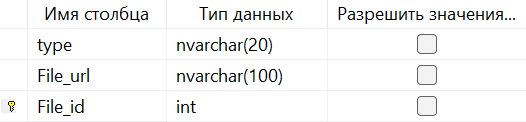 Имя столбца Тип данных Разрешить значения...
type nvarchar(20)
File_url nvarchar(100)
File_id int